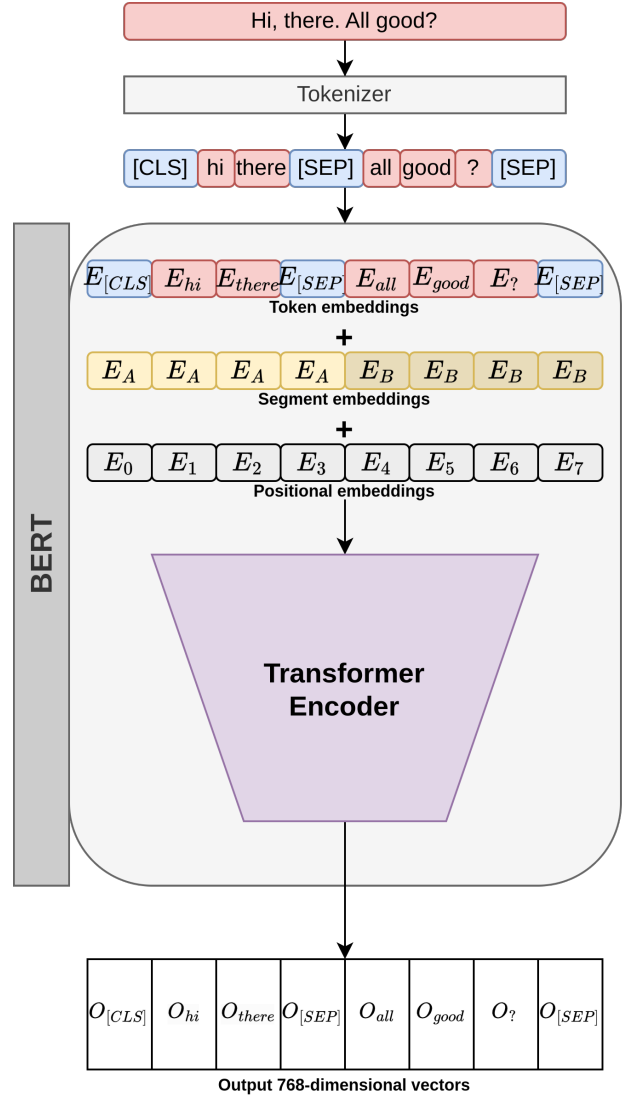 Hi, there. All good?
Tokenizer
[CLS] hi there [SEP] all good ? [SEP]
E[CLS] Ehi Ethere E[SEP] Eall Egood E? E[SEP]
Token embeddings
+
EA EA EA EA EB EB EB EB
Segment embeddings
+
E0 E1 E2 E3 E4 E5 E6 E7
Positional embeddings
BERT
Transformer
Encoder
O[CLS] Ohi Othere O[SEP] Oall Ogood O? O[SEP]
Output 768-dimensional vectors